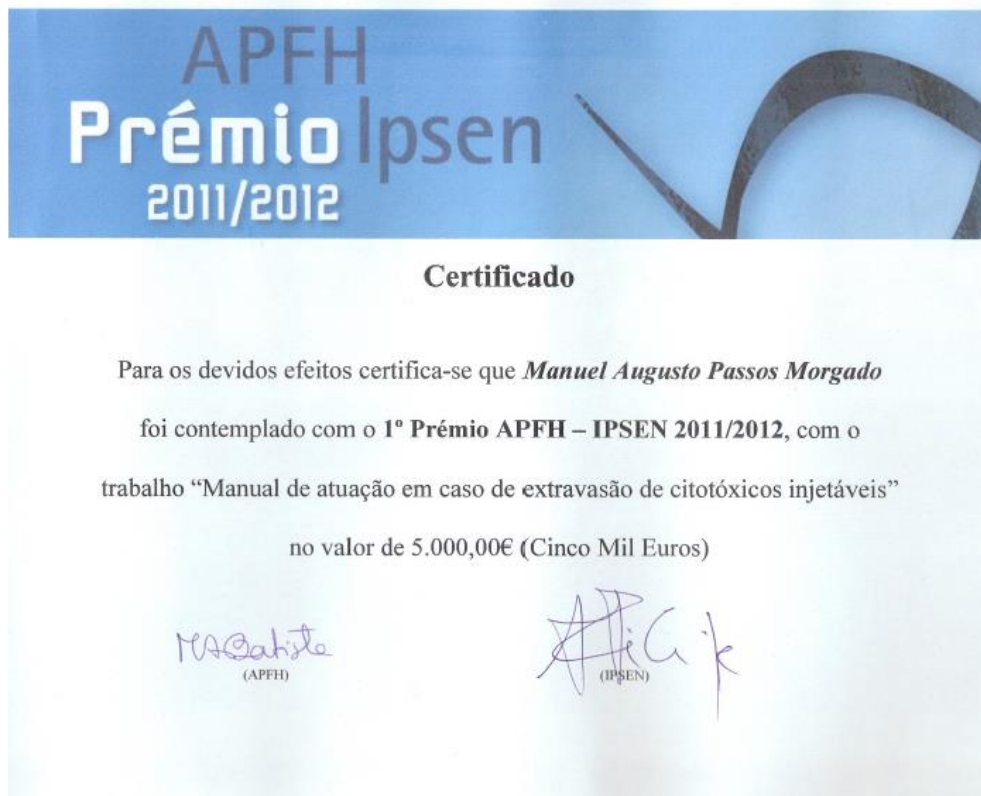 APFH
Prémio Ipsen
2011/2012
Certificado
Para os devidos efeitos certifica-se que Manuel Augusto Passos Morgado
foi contemplado com o 1º Prémio APFH – IPSEN 2011/2012, com o
trabalho “Manual de atuação em caso de extravasão de citotóxicos injetáveis”
no valor de 5.000,00€ (Cinco Mil Euros)
MABatista
(APFH)
(IPSEN)